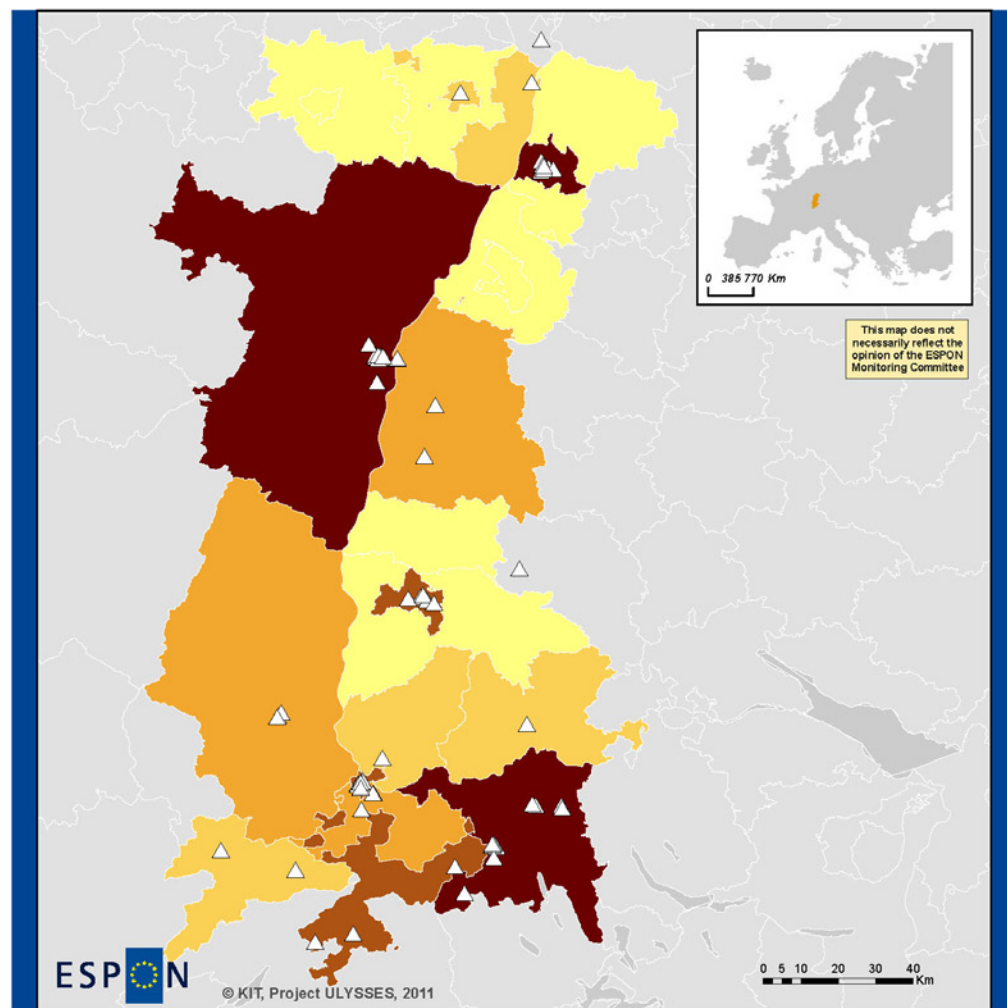 0 385 770 Km
This map does not
necessarily reflect the
opinion of the ESPON
Monitoring Committee
ESPON
© KIT, Project ULYSSES, 2011
0 5 10 20 30 40
Km